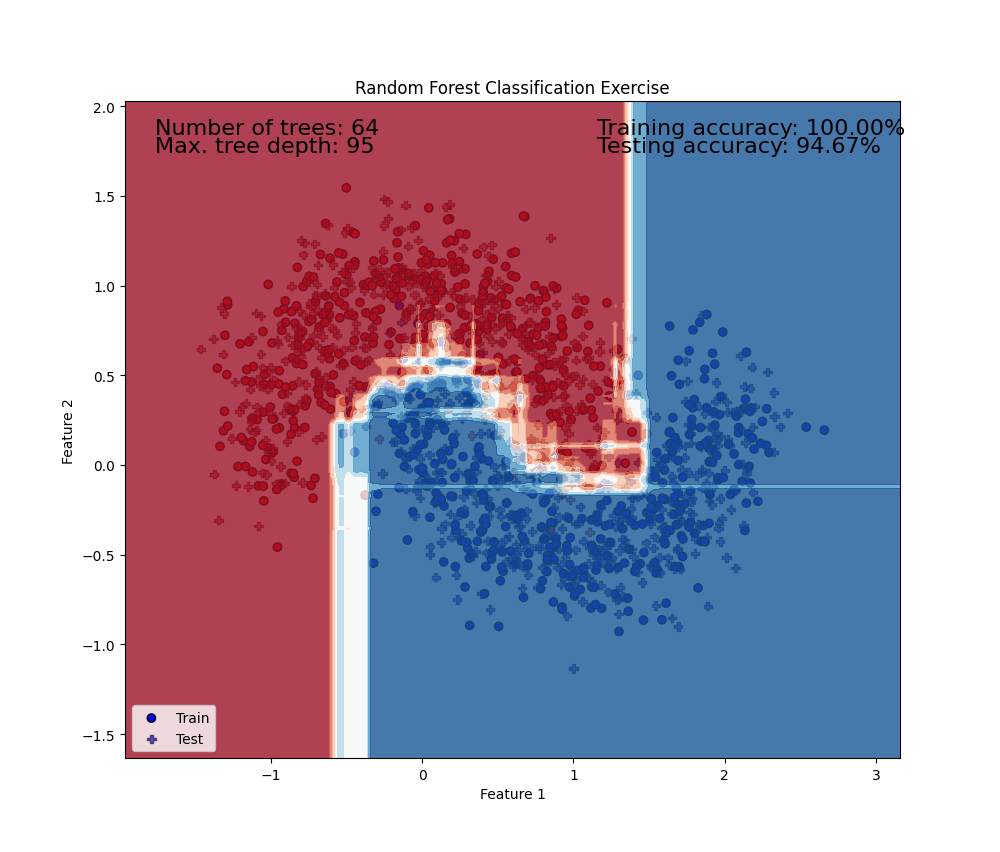 Random Forest Classification Exercise
Number of trees: 64
Max. tree depth: 95
Training accuracy: 100.00%
Testing accuracy: 94.67%
Feature 2
2.0
1.5
1.0
0.5
0.0
−0.5
−1.0
−1.5
Train
Test
−1
0
1
2
3
Feature 1